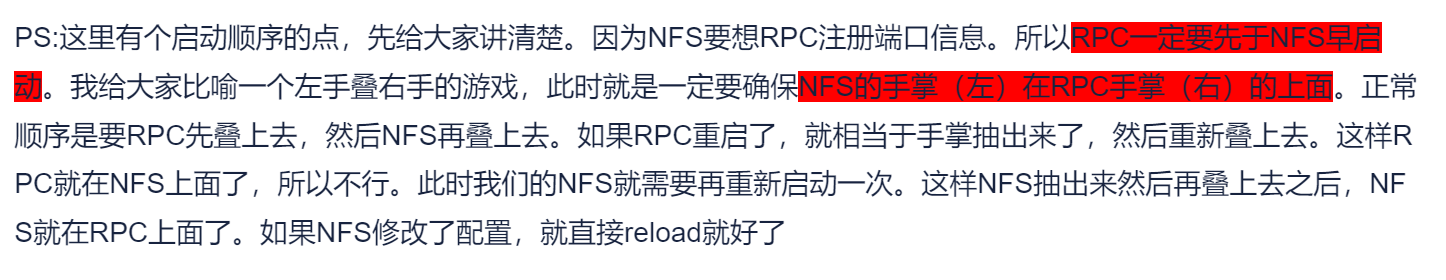 PS:这里有个启动顺序的点，先给大家讲清楚。因为NFS要想RPC注册端口信息。所以RPC一定要先于NFS早启
动。我给大家比喻一个左手叠右手的游戏，此时就是一定要确保NFS的手掌（左）在RPC手掌（右）的上面。正常
顺序是要RPC先叠上去，然后NFS再叠上去。如果RPC重启了，就相当于手掌抽出来了，然后重新叠上去。这样R
PC就在NFS上面了，所以不行。此时我们的NFS就需要再重新启动一次。这样NFS抽出来然后再叠上去之后，NF
S就在RPC上面了。如果NFS修改了配置，就直接reload就好了